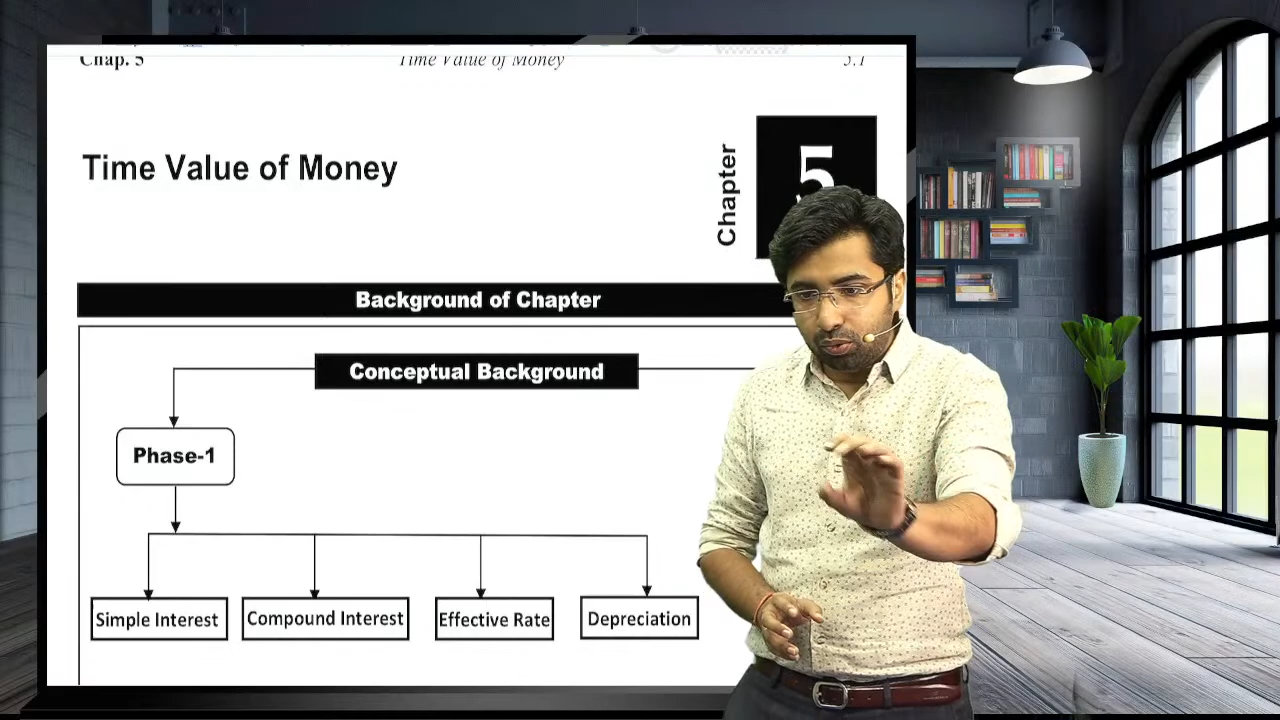 Chap. 5 Time Value of Money 5.1
Time Value of Money
Chapter
5
Background of Chapter
Conceptual Background
Phase-1
Simple Interest Compound Interest Effective Rate Depreciation